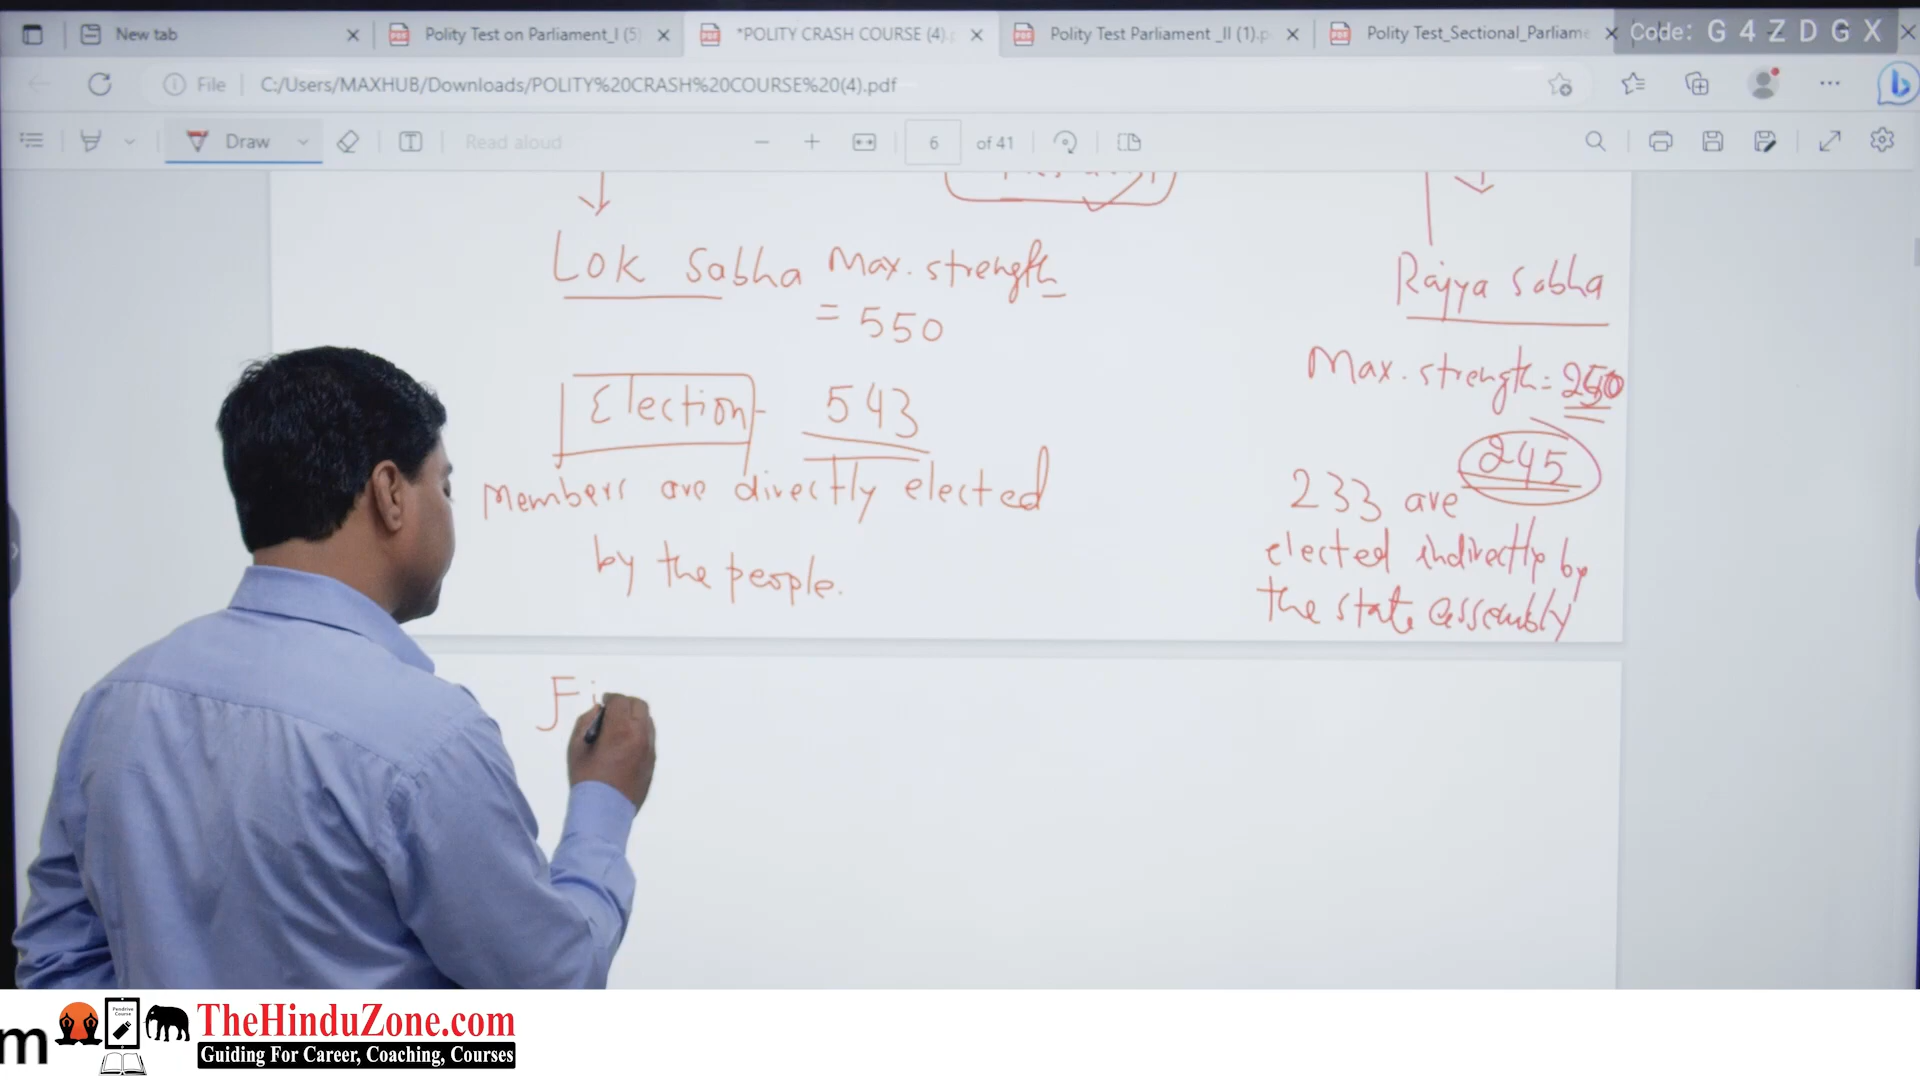 New tab
Polity Test on Parliament_I (5)
*POLITY CRASH COURSE (4).p
Polity Test Parliament _II (1).p
Polity Test_Sectional_Parliame
Code: G 4 Z D G X
File
C:/Users/MAXHUB/Downloads/POLITY%20CRASH%20COURSE%20(4).pdf
Draw
Read aloud
6 of 41
Lok Sabha Max. strength
= 550
Election - 543
Members are directly elected
by the people.
Rajya Sabha
Max. strength = 250
245
233 are
elected indirectly by
the state assembly
Fi
m
Pendrive
Course
TheHinduZone.com
Guiding For Career, Coaching, Courses